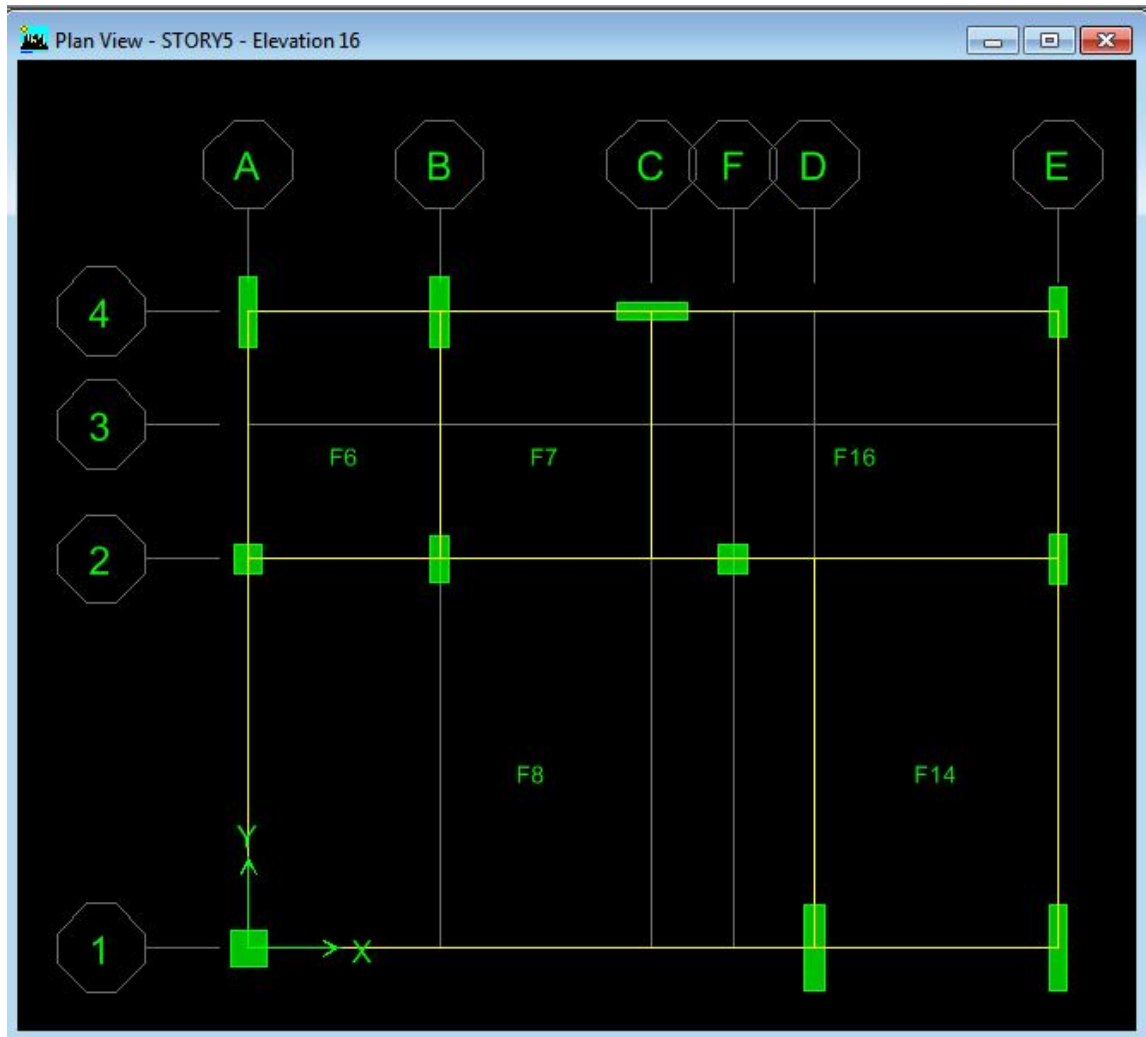 Plan View - STORY5 - Elevation 16
A B C F D E
4
3
F6 F7 F16
2
F8 F14
Y
1 X